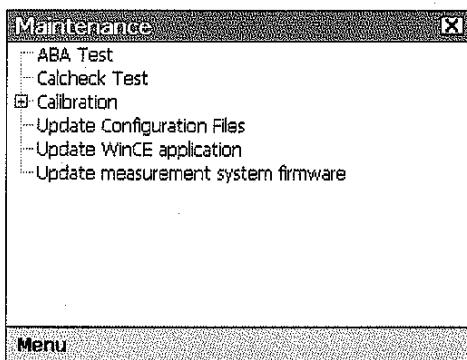 Maintenance
ABA Test
Calcheck Test
Calibration
Update Configuration Files
Update WinCE application
Update measurement system firmware
Menu